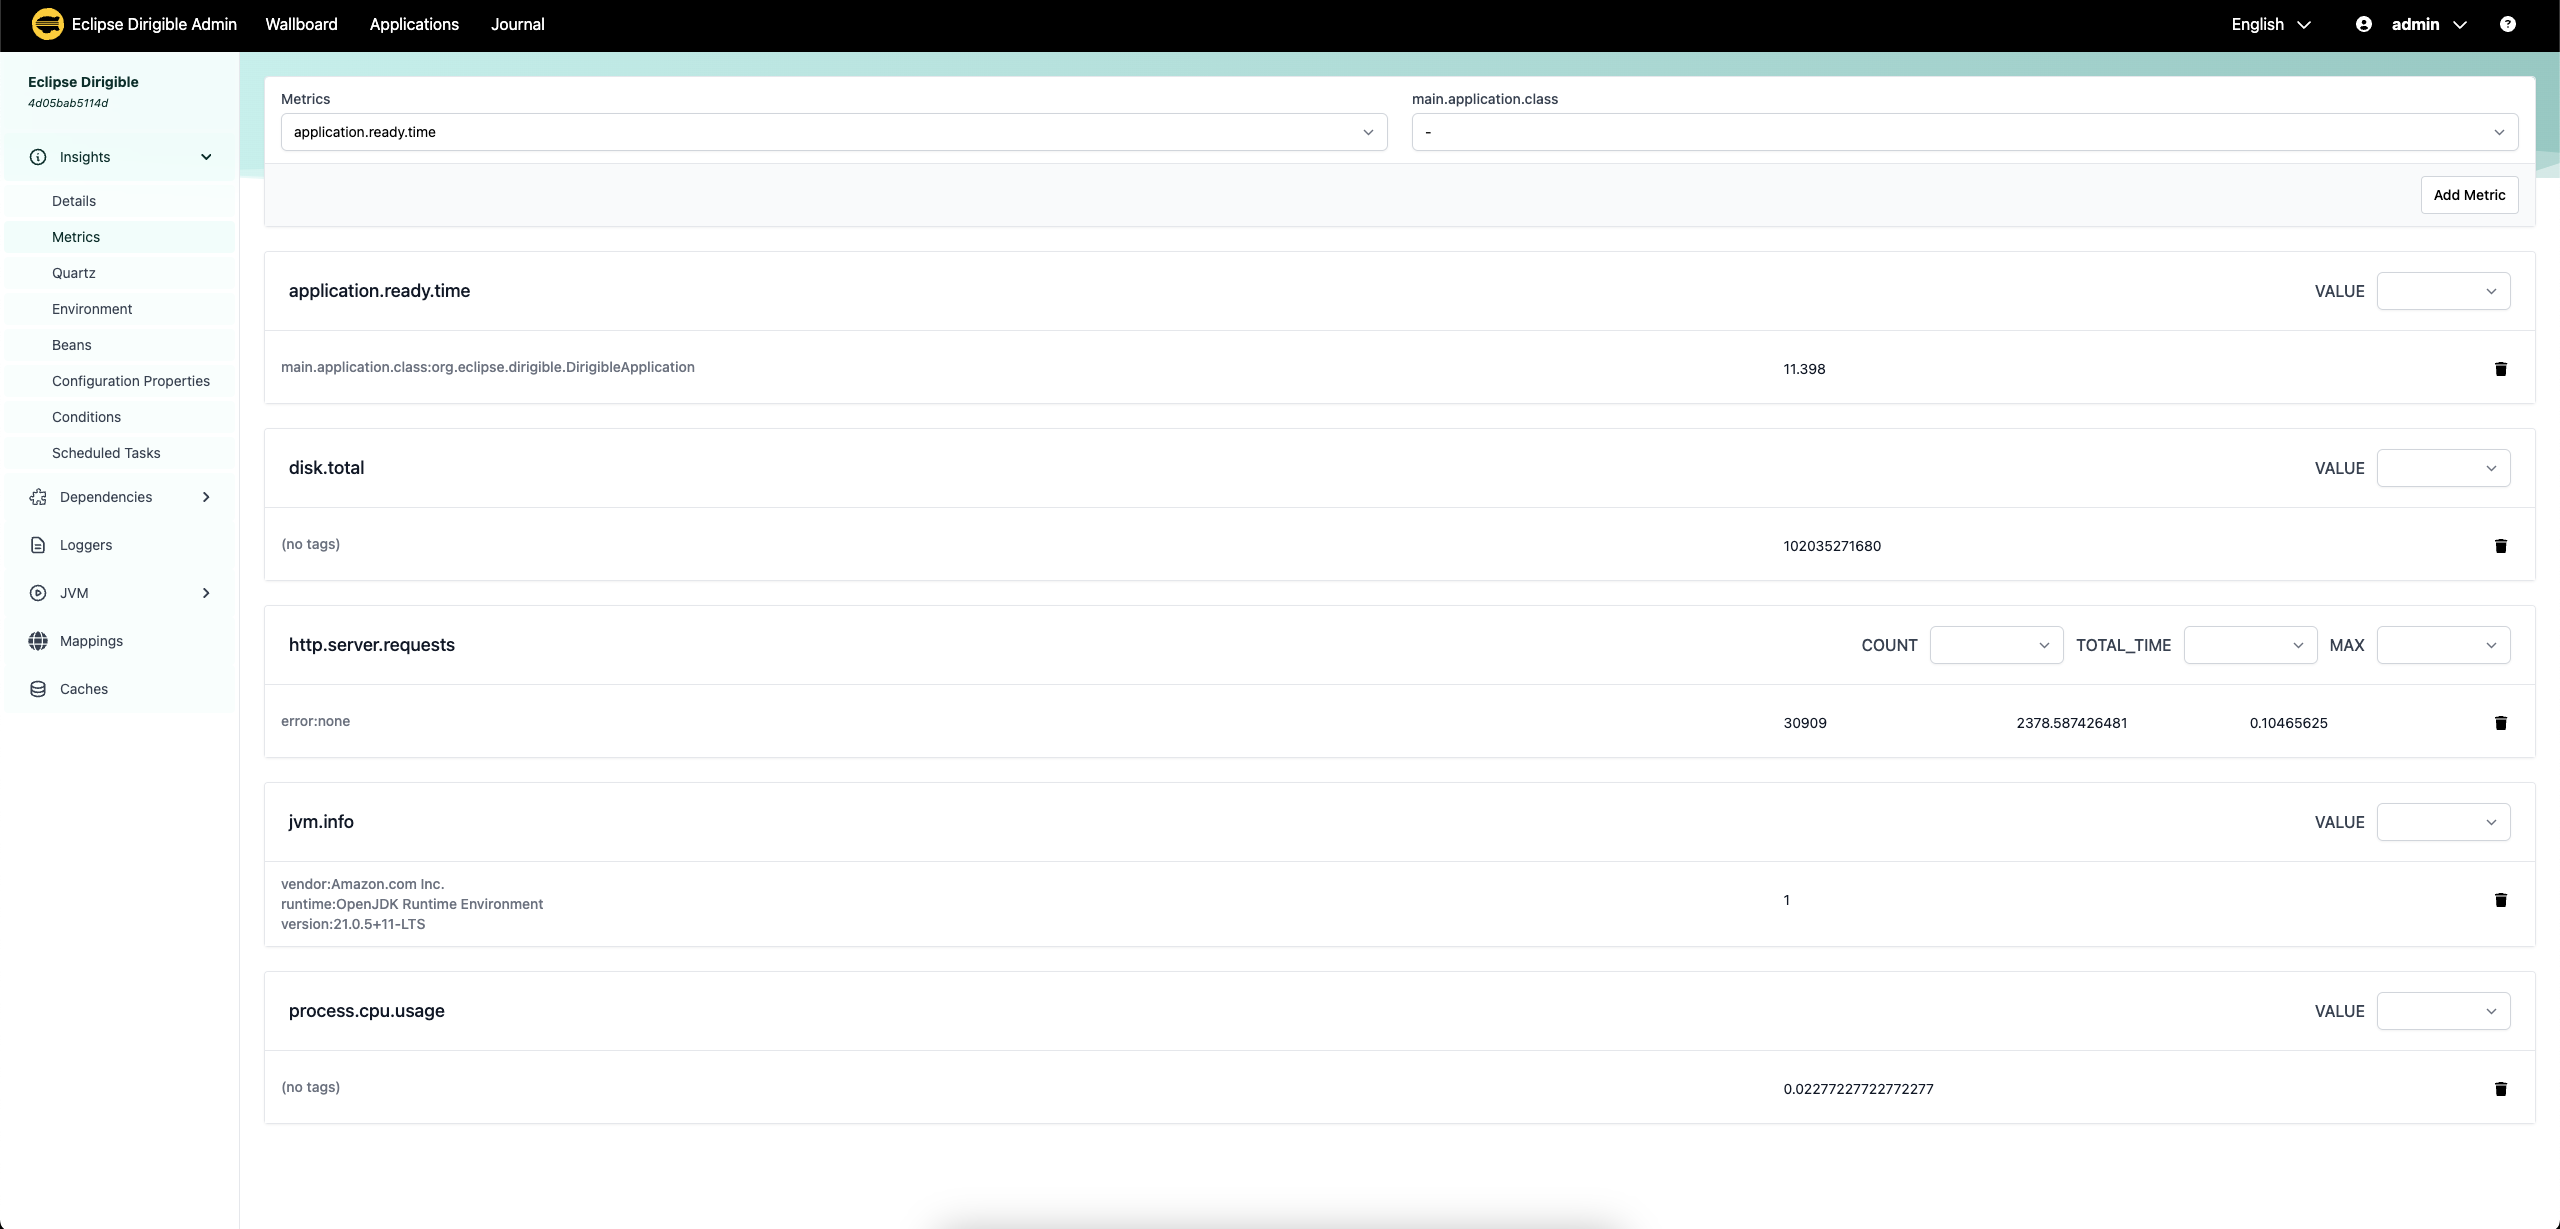 Eclipse Dirigible Admin Wallboard Applications Journal English admin
Eclipse Dirigible
4d05bab5114d
Insights
Details
Metrics
Quartz
Environment
Beans
Configuration Properties
Conditions
Scheduled Tasks
Dependencies
Loggers
JVM
Mappings
Caches
Metrics main.application.class
application.ready.time -
Add Metric
application.ready.time VALUE
main.application.class:org.eclipse.dirigible.DirigibleApplication 11.398
disk.total VALUE
(no tags) 102035271680
http.server.requests COUNT TOTAL_TIME MAX
error:none 30909 2378.587426481 0.10465625
jvm.info VALUE
vendor:Amazon.com Inc.
runtime:OpenJDK Runtime Environment 1
version:21.0.5+11-LTS
process.cpu.usage VALUE
(no tags) 0.02277227722772277